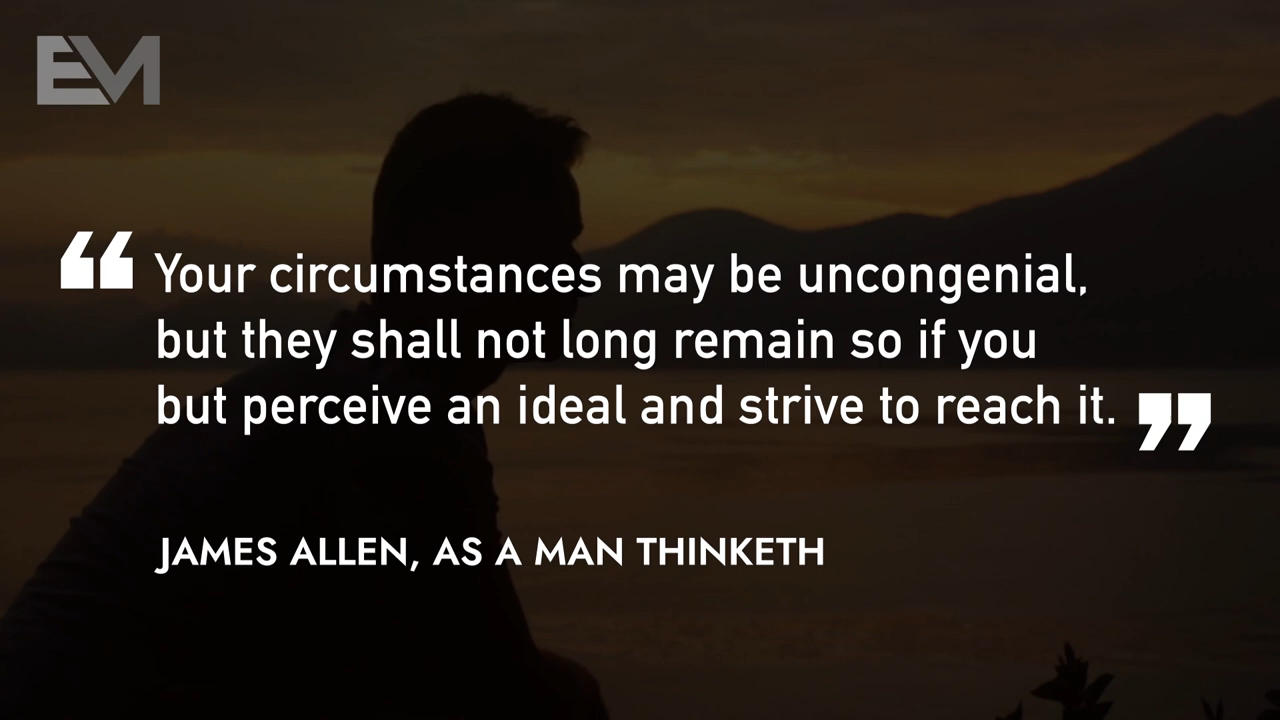 EM
“Your circumstances may be uncongenial,
but they shall not long remain so if you
but perceive an ideal and strive to reach it.”
JAMES ALLEN, AS A MAN THINKETH